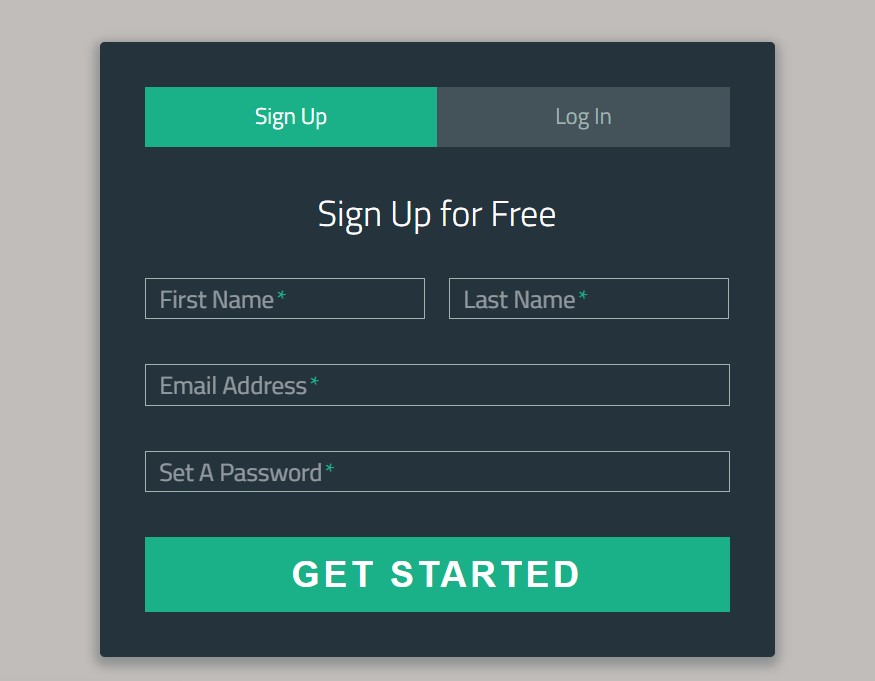 Sign Up Log In
Sign Up for Free
First Name* Last Name*
Email Address*
Set A Password*
GET STARTED